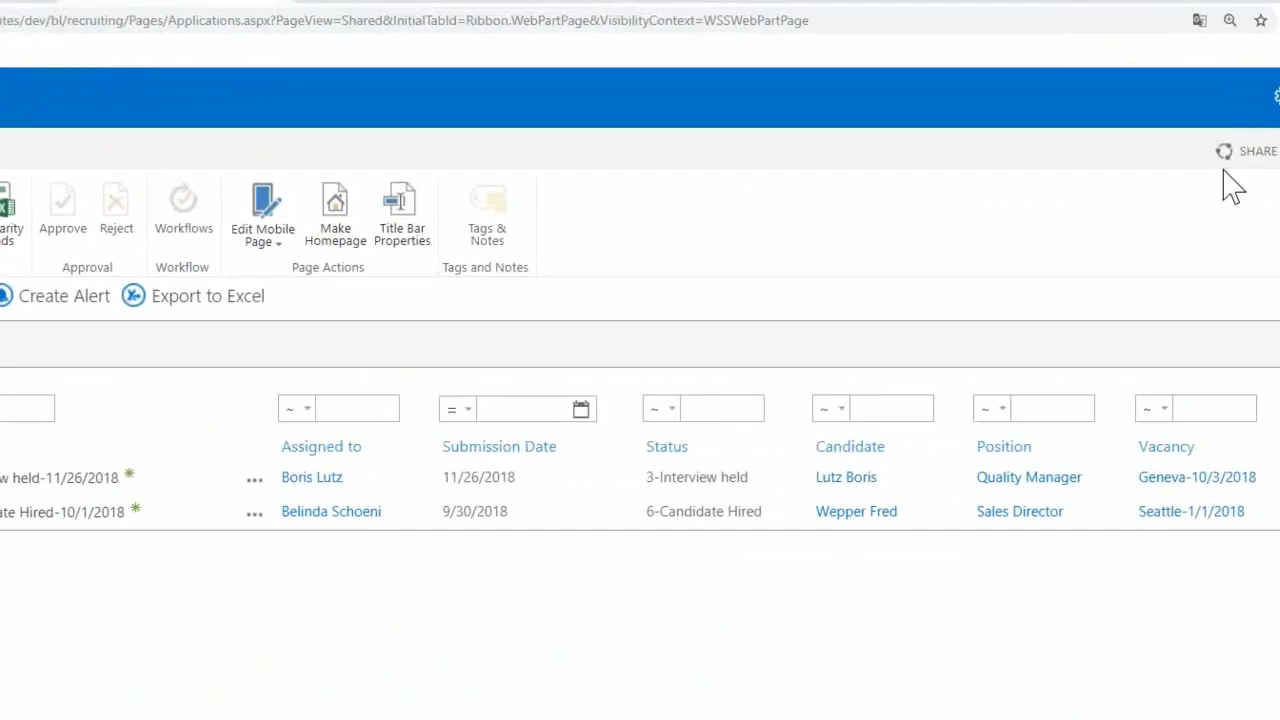 ites/dev/bl/recruiting/Pages/Applications.aspx?PageView=Shared&InitialTabId=Ribbon.WebPartPage&VisibilityContext=WSSWebPartPage
SHARE
arity
ds
Approve
Reject
Approval
Workflows
Workflow
Edit Mobile
Page
Make
Homepage
Title Bar
Properties
Page Actions
Tags &
Notes
Tags and Notes
Create Alert Export to Excel
~ = ~ ~ ~ ~
Assigned to Submission Date Status Candidate Position Vacancy
w held-11/26/2018 ... Boris Lutz 11/26/2018 3-Interview held Lutz Boris Quality Manager Geneva-10/3/2018
ate Hired-10/1/2018 ... Belinda Schoeni 9/30/2018 6-Candidate Hired Wepper Fred Sales Director Seattle-1/1/2018